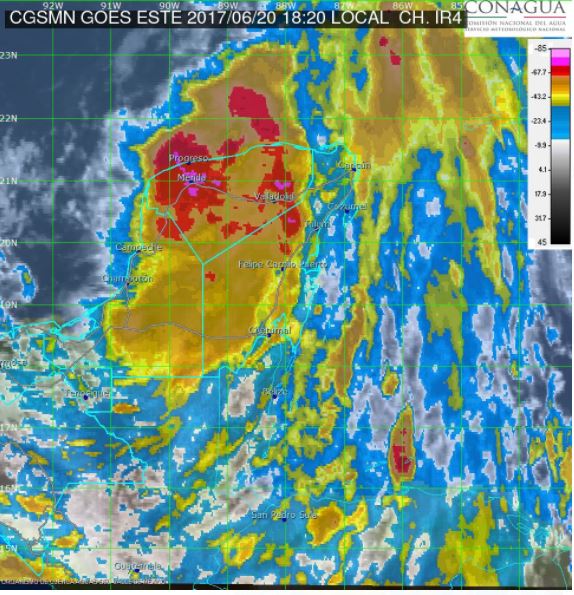 92W 90W 89W 88W 87W 85W
CGSMN GOES ESTE 2017/06/20 18:20 LOCAL CH. IR4
CONAGUA
COMISIÓN NACIONAL DEL AGUA
SERVICIO METEOROLÓGICO NACIONAL
-85
-67.7
-43.2
-23.4
-9.9
4.1
17.9
31.7
45
23N
22N
Progreso
Cancún
21N
Mérida
Valladolid
Cozumel
Tulum
20N
Campeche
Felipe Carrillo Puerto
Champotón
19N
Chetumal
18N
Tenosique
Belize
17N
16N
San Pedro Sula
15N
Guatemala